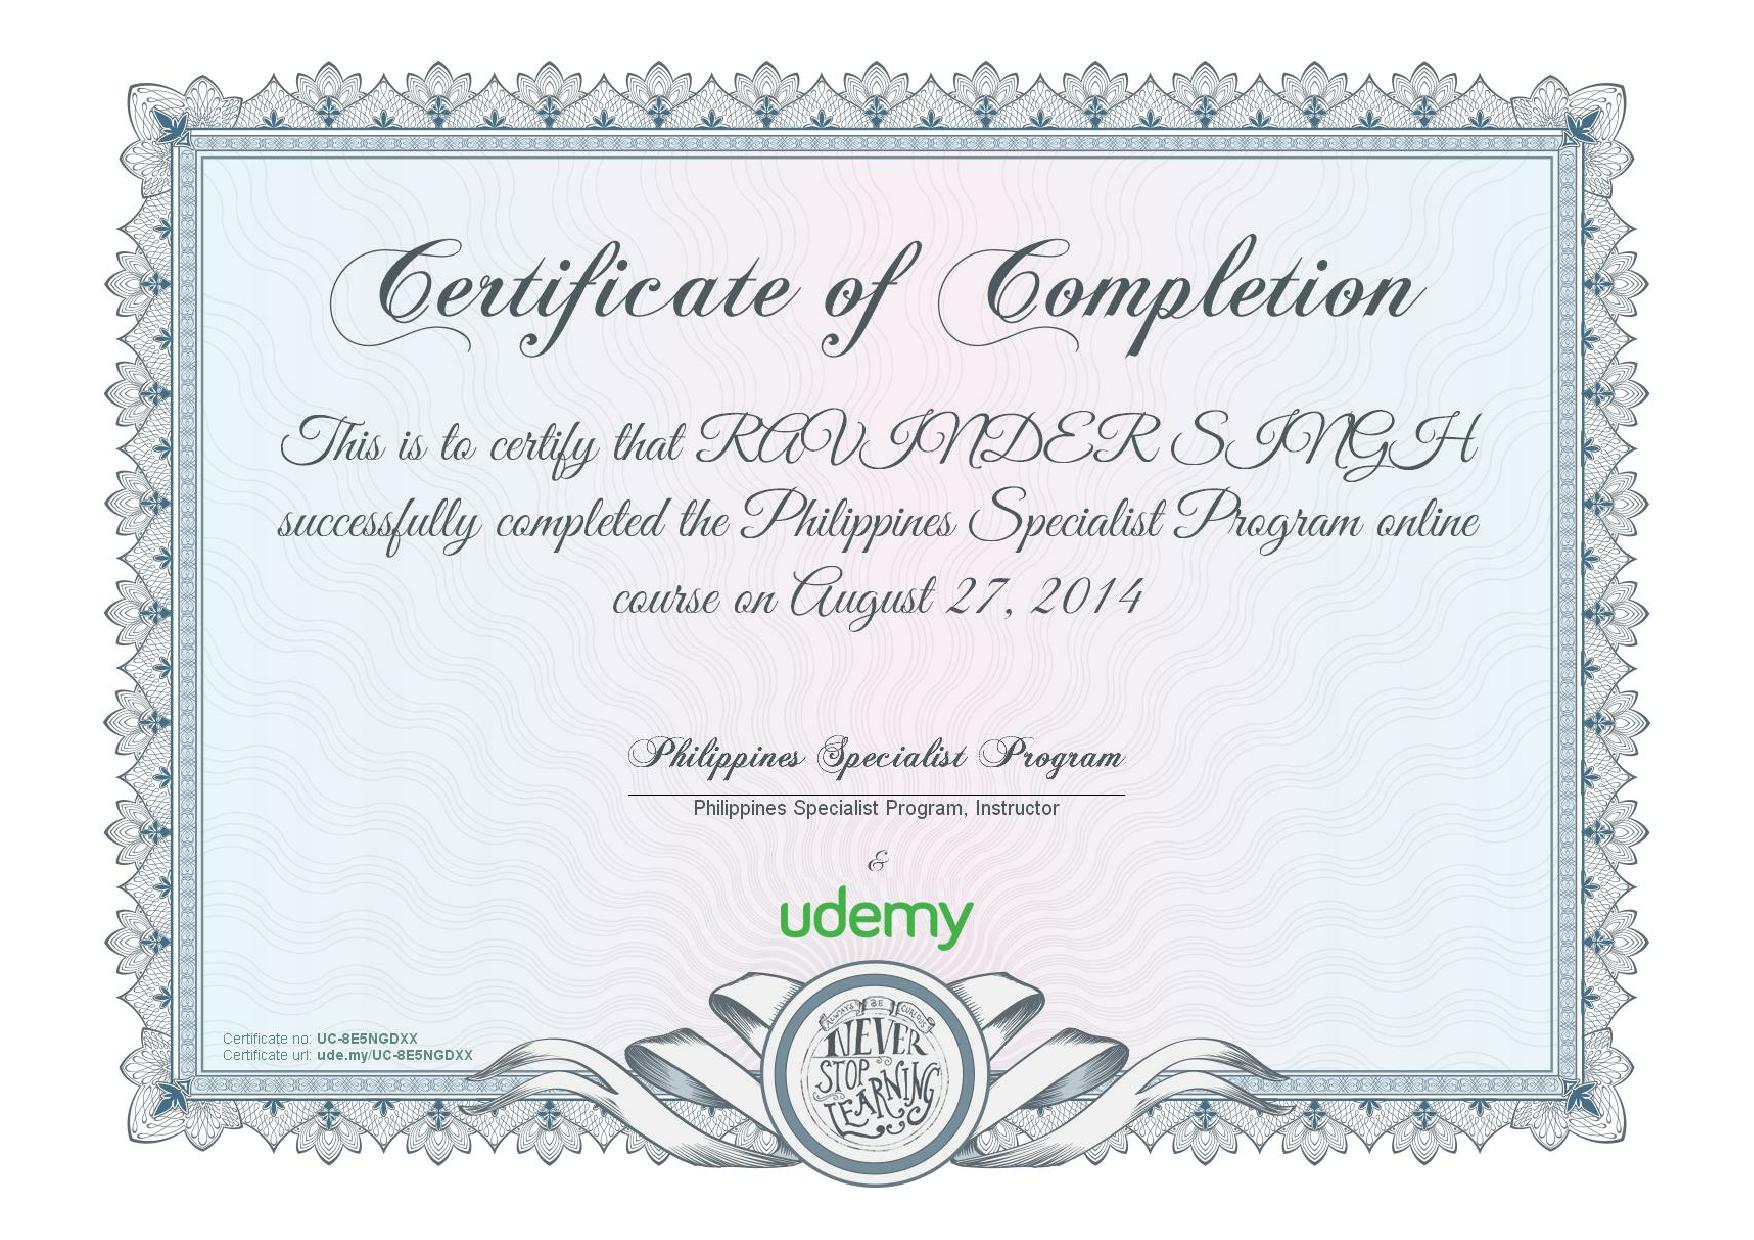 Certificate of Completion
This is to certify that RAVINDER SINGH
successfully completed the Philippines Specialist Program online
course on August 27, 2014
Philippines Specialist Program
Philippines Specialist Program, Instructor
&
udemy
ALWAYS BE CURIOUS
NEVER
STOP
LEARNING
Certificate no: UC-8E5NGDXX
Certificate url: ude.my/UC-8E5NGDXX